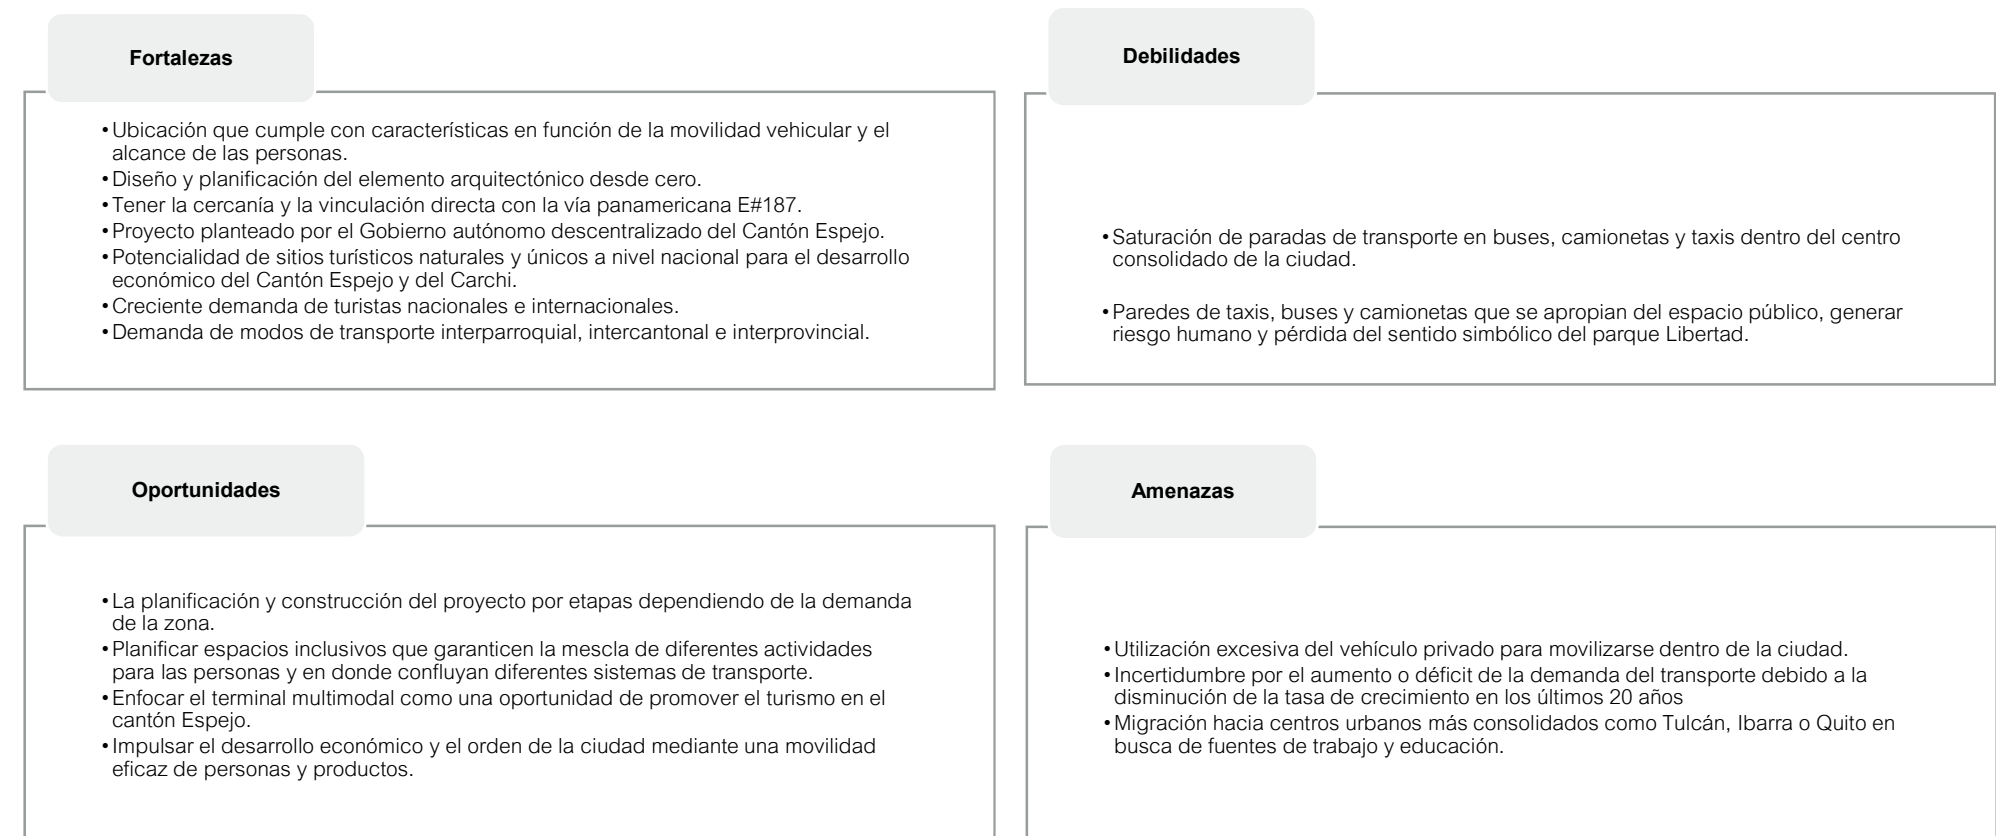 Fortalezas
• Ubicación que cumple con características en función de la movilidad vehicular y el
alcance de las personas.
• Diseño y planificación del elemento arquitectónico desde cero.
• Tener la cercanía y la vinculación directa con la vía panamericana E#187.
• Proyecto planteado por el Gobierno autónomo descentralizado del Cantón Espejo.
• Potencialidad de sitios turísticos naturales y únicos a nivel nacional para el desarrollo
económico del Cantón Espejo y del Carchi.
• Creciente demanda de turistas nacionales e internacionales.
• Demanda de modos de transporte interparroquial, intercantonal e interprovincial.
Debilidades
• Saturación de paradas de transporte en buses, camionetas y taxis dentro del centro
consolidado de la ciudad.
• Paredes de taxis, buses y camionetas que se apropian del espacio público, generar
riesgo humano y pérdida del sentido simbólico del parque Libertad.
Oportunidades
• La planificación y construcción del proyecto por etapas dependiendo de la demanda
de la zona.
• Planificar espacios inclusivos que garanticen la mescla de diferentes actividades
para las personas y en donde confluyan diferentes sistemas de transporte.
• Enfocar el terminal multimodal como una oportunidad de promover el turismo en el
cantón Espejo.
• Impulsar el desarrollo económico y el orden de la ciudad mediante una movilidad
eficaz de personas y productos.
Amenazas
• Utilización excesiva del vehículo privado para movilizarse dentro de la ciudad.
• Incertidumbre por el aumento o déficit de la demanda del transporte debido a la
disminución de la tasa de crecimiento en los últimos 20 años
• Migración hacia centros urbanos más consolidados como Tulcán, Ibarra o Quito en
busca de fuentes de trabajo y educación.